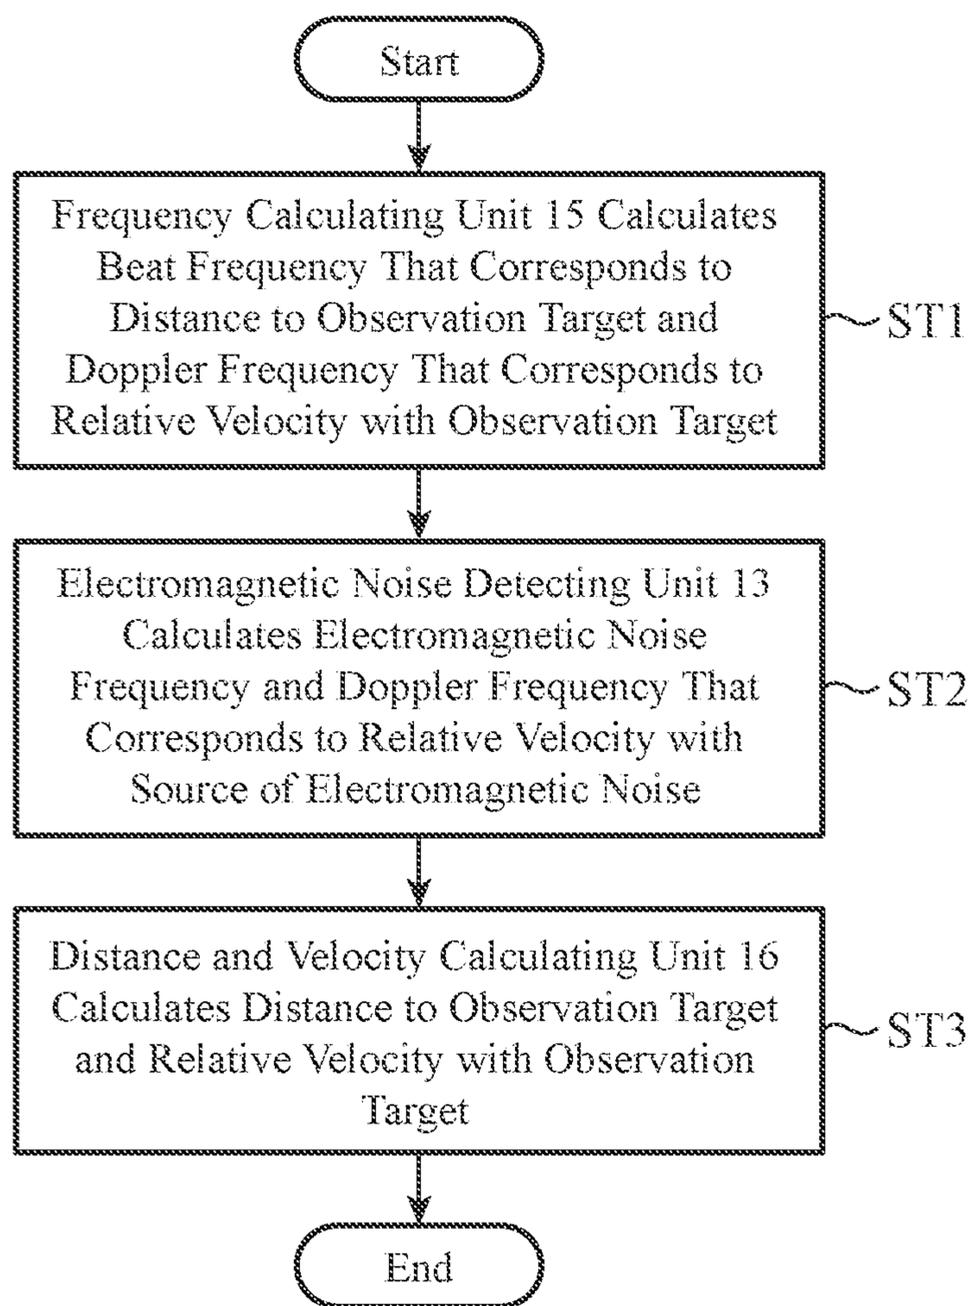 Start
Frequency Calculating Unit 15 Calculates
Beat Frequency That Corresponds to
Distance to Observation Target and
Doppler Frequency That Corresponds to
Relative Velocity with Observation Target
ST1
Electromagnetic Noise Detecting Unit 13
Calculates Electromagnetic Noise
Frequency and Doppler Frequency That
Corresponds to Relative Velocity with
Source of Electromagnetic Noise
ST2
Distance and Velocity Calculating Unit 16
Calculates Distance to Observation Target
and Relative Velocity with Observation
Target
ST3
End